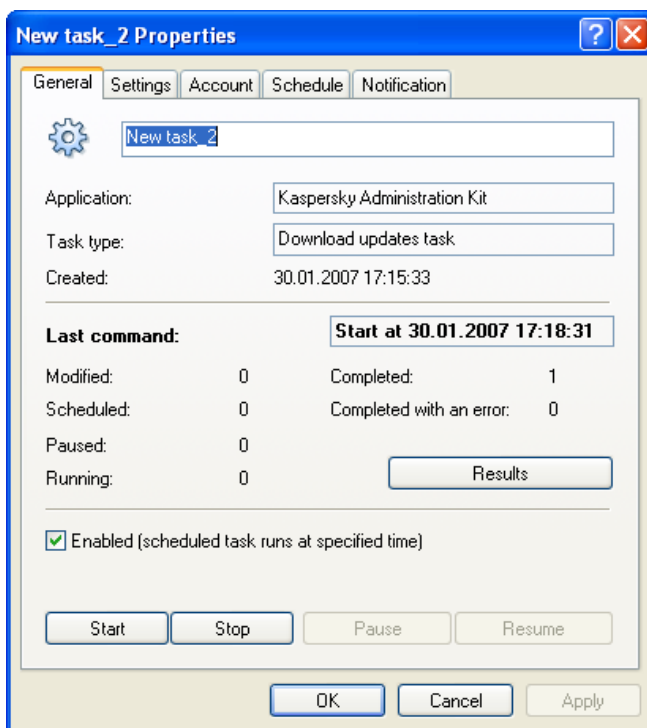 New task_2 Properties
General Settings Account Schedule Notification
New task_2
Application: Kaspersky Administration Kit
Task type: Download updates task
Created: 30.01.2007 17:15:33
Last command: Start at 30.01.2007 17:18:31
Modified: 0 Completed: 1
Scheduled: 0 Completed with an error: 0
Paused: 0
Running: 0 Results
Enabled (scheduled task runs at specified time)
Start Stop Pause Resume
OK Cancel Apply